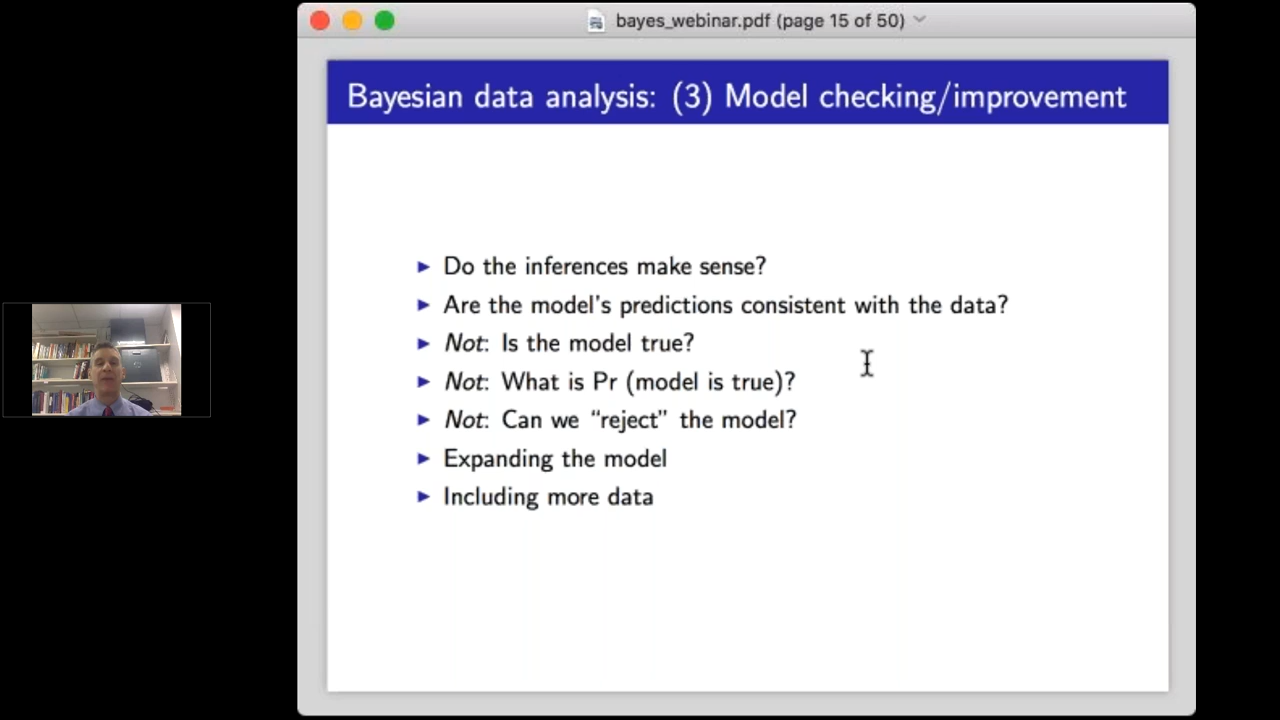 bayes_webinar.pdf (page 15 of 50)
Bayesian data analysis: (3) Model checking/improvement
► Do the inferences make sense?
► Are the model's predictions consistent with the data?
► Not: Is the model true?
► Not: What is Pr (model is true)?
► Not: Can we “reject” the model?
► Expanding the model
► Including more data